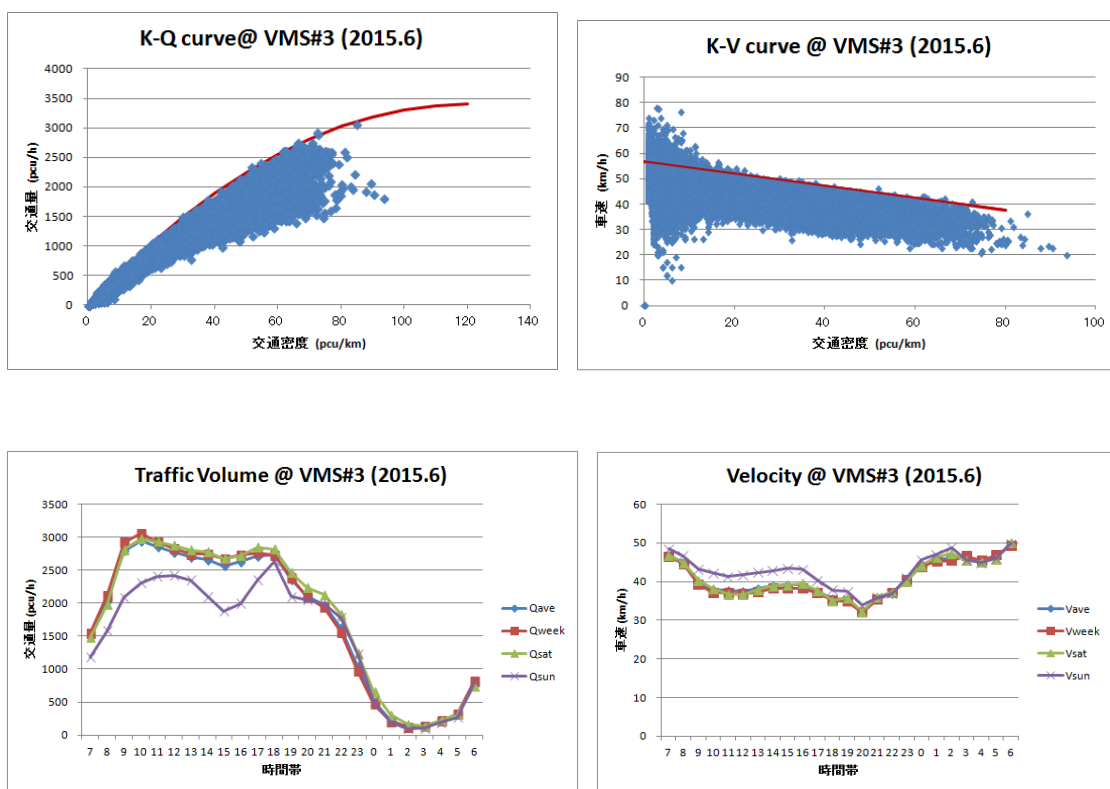 K-Q curve@ VMS#3 (2015.6)
4000
3500
3000
2500
2000
1500
1000
500
0
交通量 (pcu/h)
0 20 40 60 80 100 120 140
交通密度 (pcu/km)
K-V curve @ VMS#3 (2015.6)
90
80
70
60
50
40
30
20
10
0
車速 (km/h)
0 20 40 60 80 100
交通密度 (pcu/km)
Traffic Volume @ VMS#3 (2015.6)
3500
3000
2500
2000
1500
1000
500
0
交通量 (pcu/h)
7 8 9 10 11 12 13 14 15 16 17 18 19 20 21 22 23 0 1 2 3 4 5 6
時間帯
Qave
Qweek
Qsat
Qsun
Velocity @ VMS#3 (2015.6)
60
50
40
30
20
10
0
車速 (km/h)
7 8 9 10 11 12 13 14 15 16 17 18 19 20 21 22 23 0 1 2 3 4 5 6
時間帯
Vave
Vweek
Vsat
Vsun